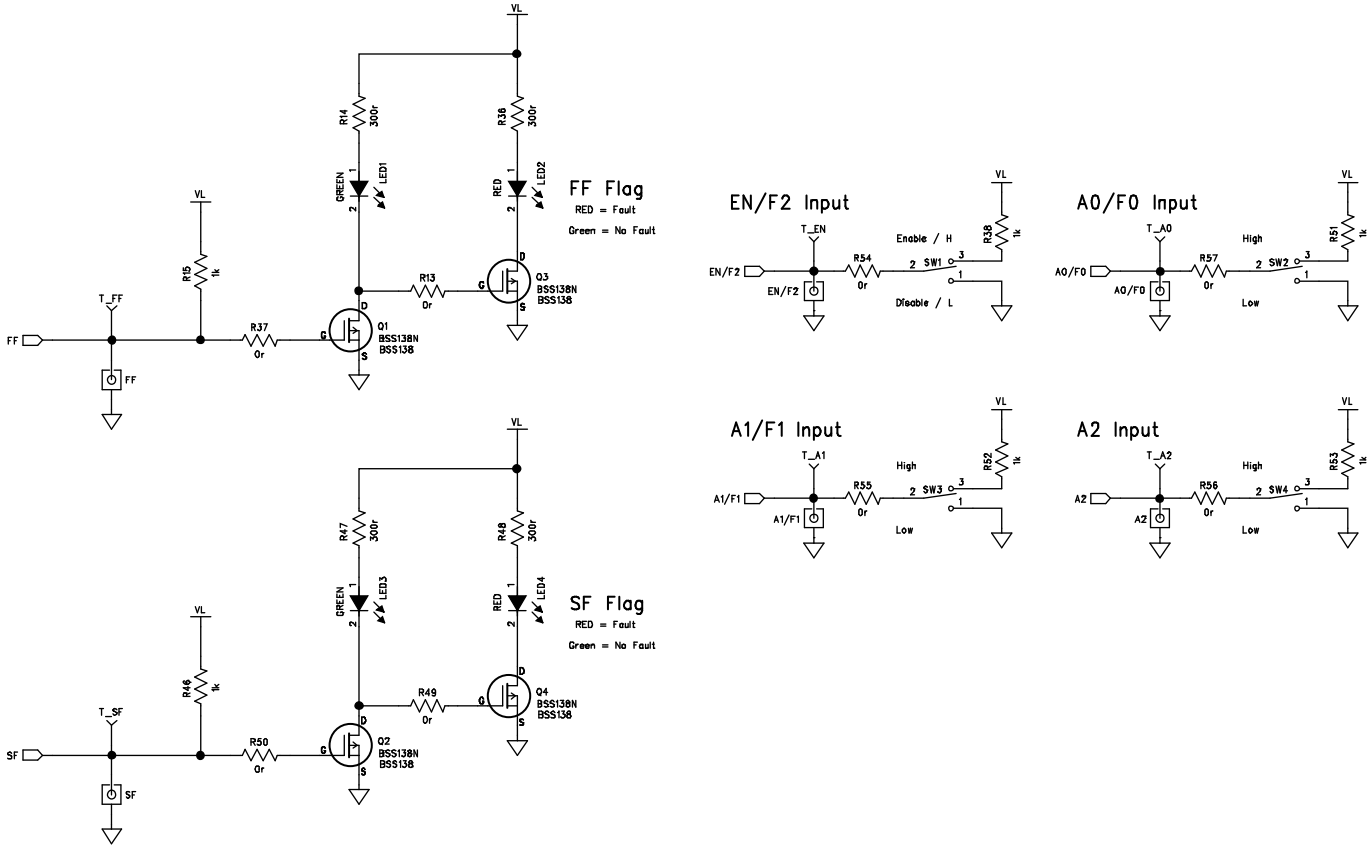 VL
R14
300r
R36
300r
1
GREEN
LED1
2
1
RED
LED2
2
FF Flag
RED = Fault
Green = No Fault
VL
R15
1k
T_FF
FF
FF
R37
0r
G
D
S
Q1
BSS138N
BSS138
R13
0r
G
D
S
Q3
BSS138N
BSS138
VL
R47
300r
R48
300r
1
GREEN
LED3
2
1
RED
LED4
2
SF Flag
RED = Fault
Green = No Fault
VL
R46
1k
T_SF
SF
SF
R50
0r
G
D
S
Q2
BSS138N
BSS138
R49
0r
G
D
S
Q4
BSS138N
BSS138
EN/F2 Input
T_EN
EN/F2
EN/F2
R54
0r
Enable / H
2 SW1 3
1
Disable / L
VL
R38
1k
A0/F0 Input
T_A0
A0/F0
A0/F0
R57
0r
High
2 SW2 3
1
Low
VL
R51
1k
A1/F1 Input
T_A1
A1/F1
A1/F1
R55
0r
High
2 SW3 3
1
Low
VL
R52
1k
A2 Input
T_A2
A2
A2
R56
0r
High
2 SW4 3
1
Low
VL
R53
1k